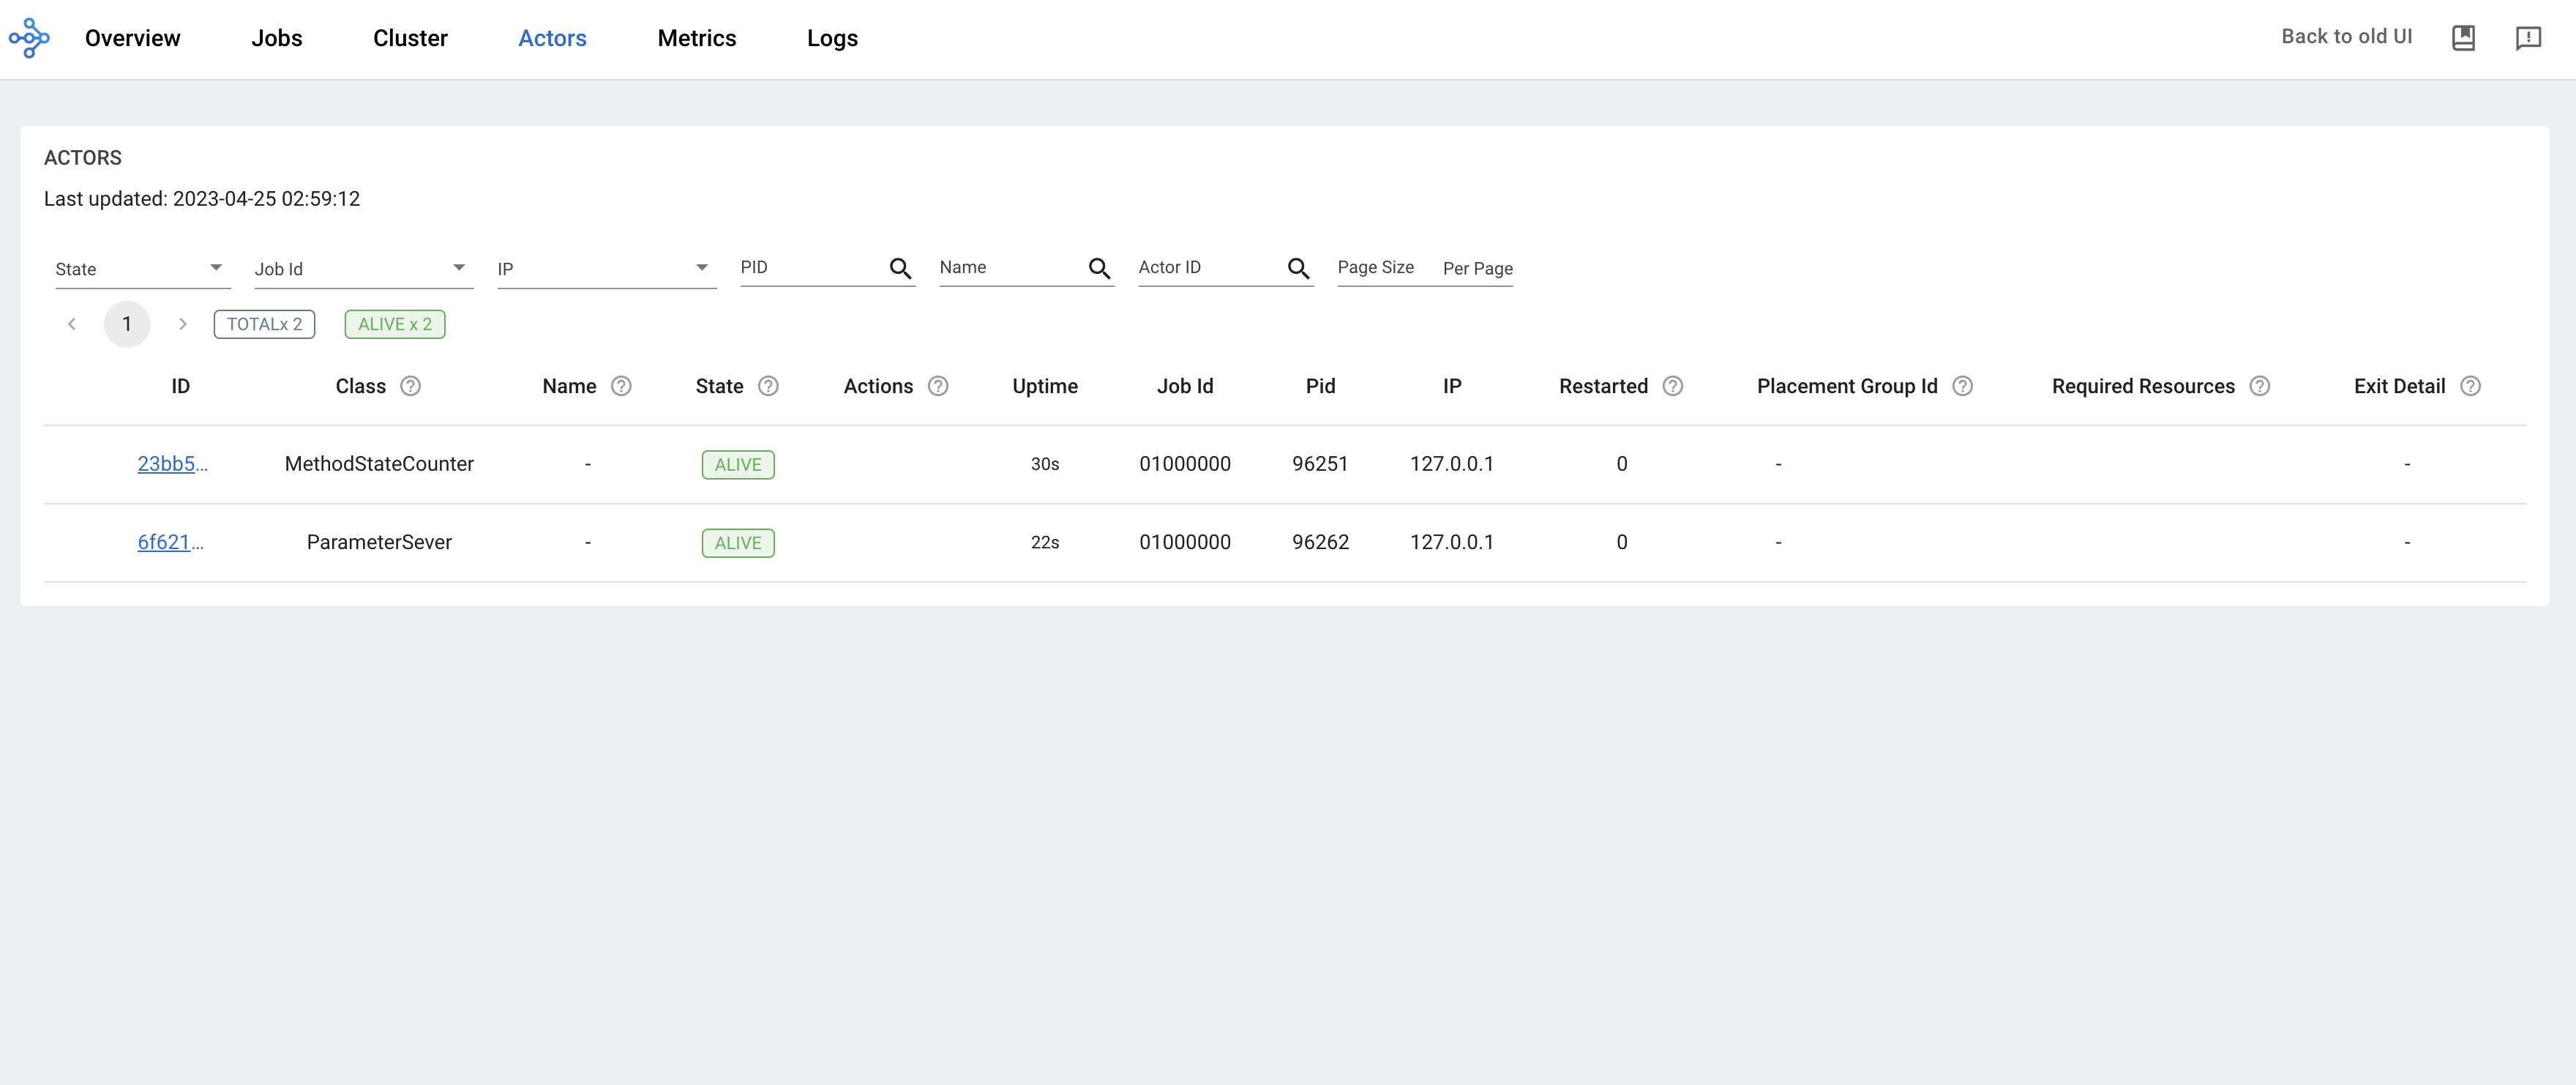 Overview Jobs Cluster Actors Metrics Logs Back to old UI
ACTORS
Last updated: 2023-04-25 02:59:12
State Job Id IP PID Name Actor ID Page Size Per Page
1 TOTALx 2 ALIVE x 2
ID Class Name State Actions Uptime Job Id Pid IP Restarted Placement Group Id Required Resources Exit Detail
23bb5... MethodStateCounter - ALIVE 30s 01000000 96251 127.0.0.1 0 - -
6f621... ParameterSever - ALIVE 22s 01000000 96262 127.0.0.1 0 - -